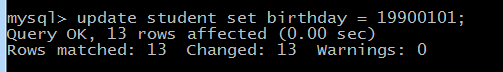 mysql> update student set birthday = 19900101;
Query OK, 13 rows affected (0.00 sec)
Rows matched: 13  Changed: 13  Warnings: 0